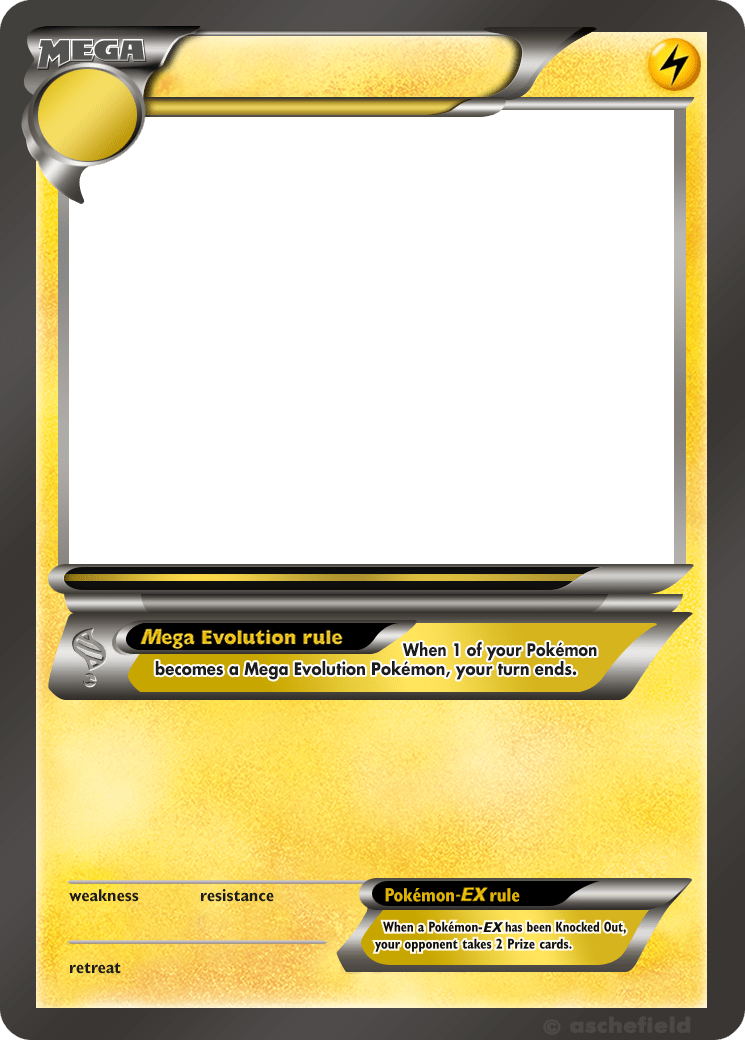 MEGA
Mega Evolution rule
When 1 of your Pokémon
becomes a Mega Evolution Pokémon, your turn ends.
weakness resistance
Pokémon-EX rule
When a Pokémon-EX has been Knocked Out,
your opponent takes 2 Prize cards.
retreat
© aschefield